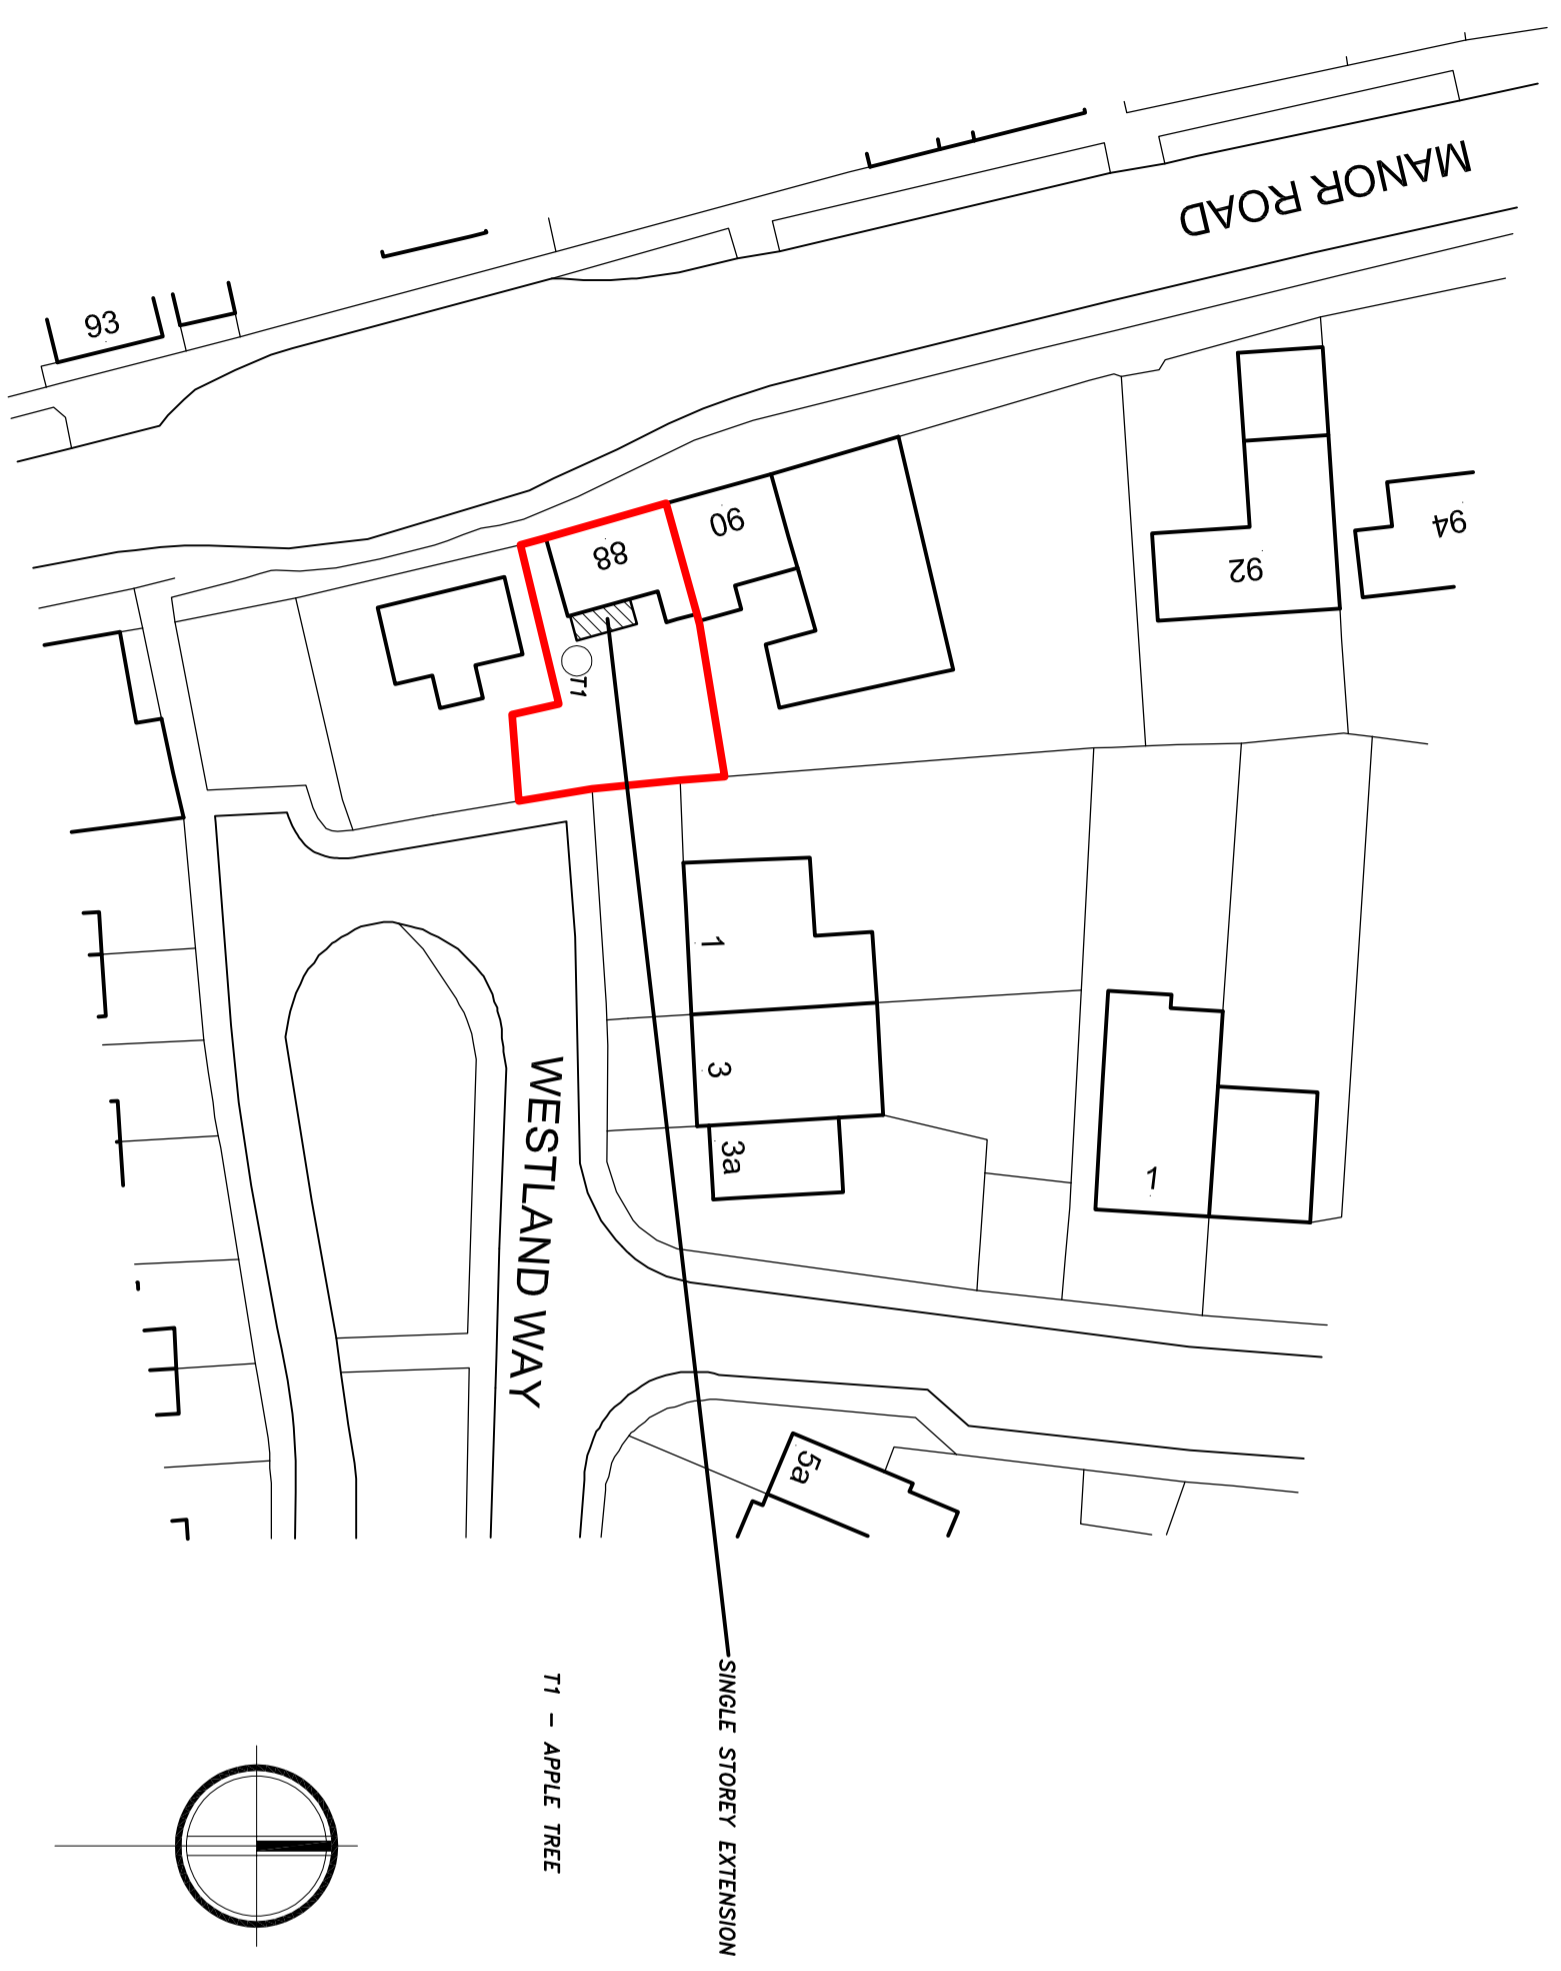 MANOR ROAD
93
88
90
92
94
T1
1
3
3a
1
WESTLAND WAY
5a
SINGLE STOREY EXTENSION
T1 - APPLE TREE